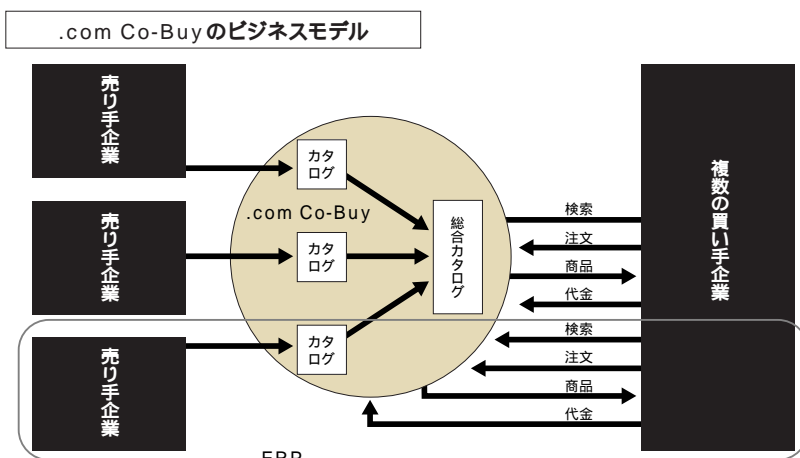 .com Co-Buyのビジネスモデル
売り手企業
カタ
ログ
売り手企業
.com Co-Buy
カタ
ログ
総合カタログ
売り手企業
カタ
ログ
検索
注文
商品
代金
検索
注文
商品
代金
複数の買い手企業